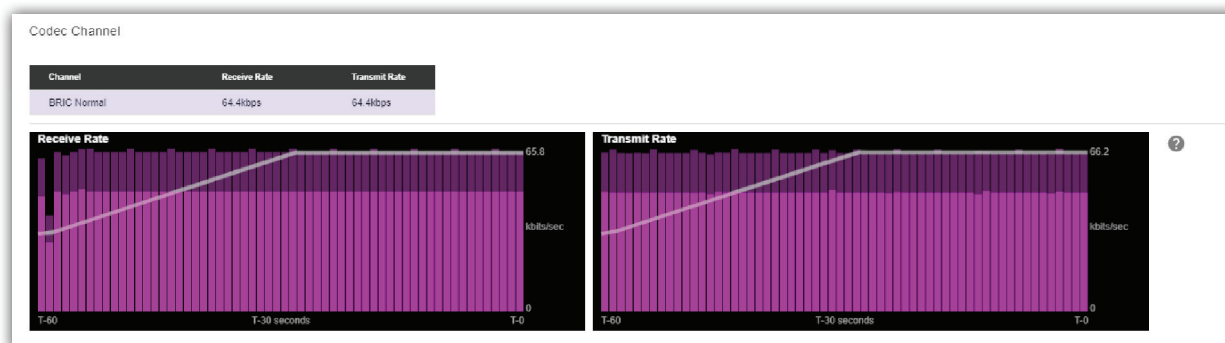 Codec Channel
Channel Receive Rate Transmit Rate
BRIC Normal 64.4kbps 64.4kbps
Receive Rate
65.8
kbits/sec
0
T-60 T-30 seconds T-0
Transmit Rate
66.2
kbits/sec
0
T-60 T-30 seconds T-0
?